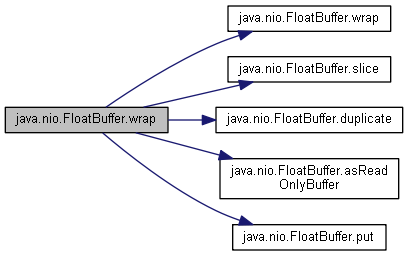 java.nio.FloatBuffer.wrap
java.nio.FloatBuffer.wrap
java.nio.FloatBuffer.slice
java.nio.FloatBuffer.duplicate
java.nio.FloatBuffer.asRead
OnlyBuffer
java.nio.FloatBuffer.put